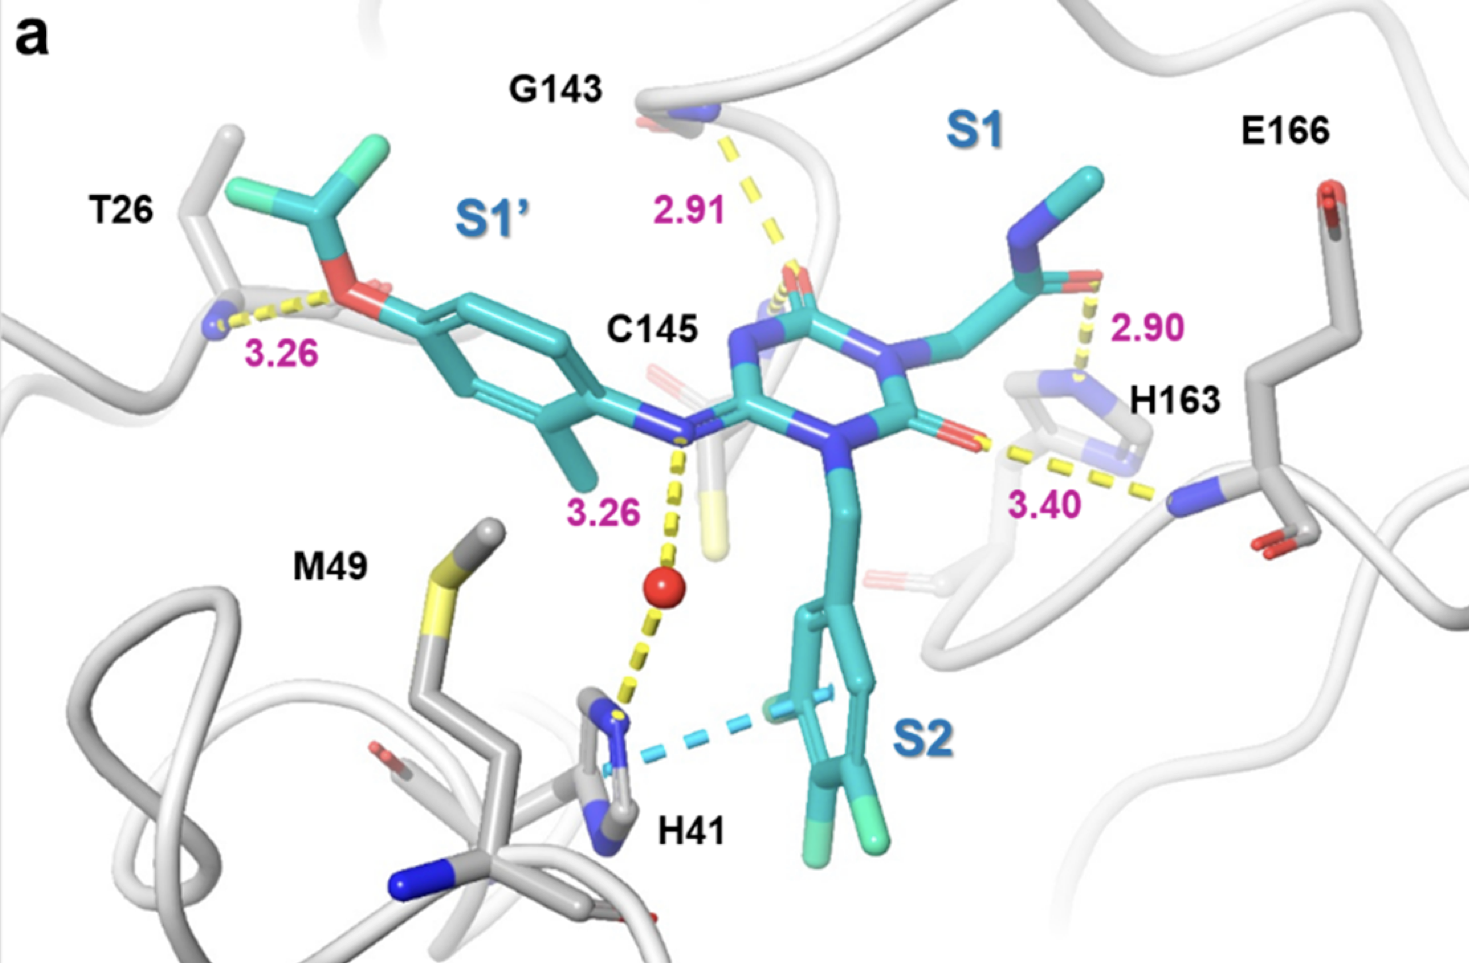 a
G143
S1
E166
T26
S1’
2.91
C145
2.90
3.26
H163
3.26
3.40
M49
S2
H41